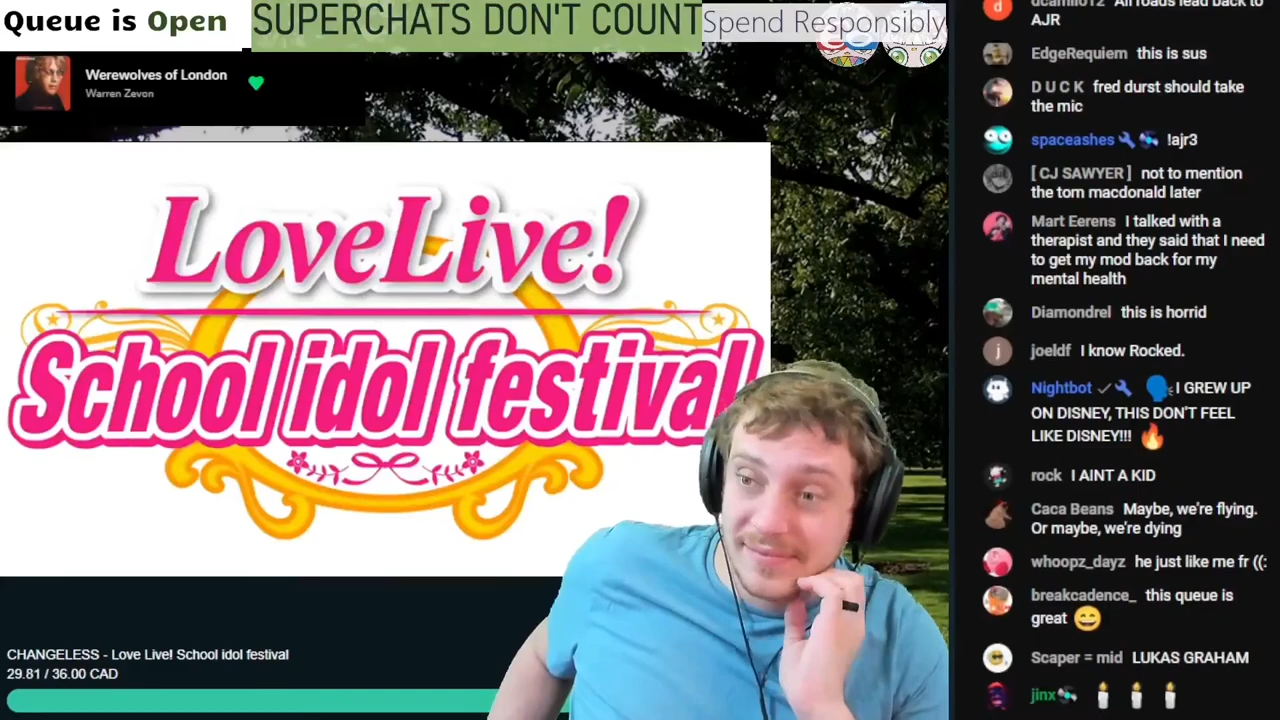 Queue is Open
SUPERCHATS DON'T COUNT
Spend Responsibly
Werewolves of London
Warren Zevon
LoveLive!
School idol festival
CHANGELESS - Love Live! School idol festival
29.81 / 36.00 CAD
dcamilo12 All roads lead back to
AJR
EdgeRequiem this is sus
D U C K fred durst should take
the mic
spaceashes !ajr3
[ CJ SAWYER ] not to mention
the torn macdonald later
Mart Eerens I talked with a
therapist and they said that I need
to get my mod back for my
mental health
Diamondrel this is horrid
joeldf I know Rocked.
Nightbot I GREW UP
ON DISNEY, THIS DON'T FEEL
LIKE DISNEY!!!
rock I AINT A KID
Caca Beans Maybe, we're flying.
Or maybe, we're dying
whoopz_dayz he just like me fr ((:
breakcadence_ this queue is
great
Scaper = mid LUKAS GRAHAM
jinx